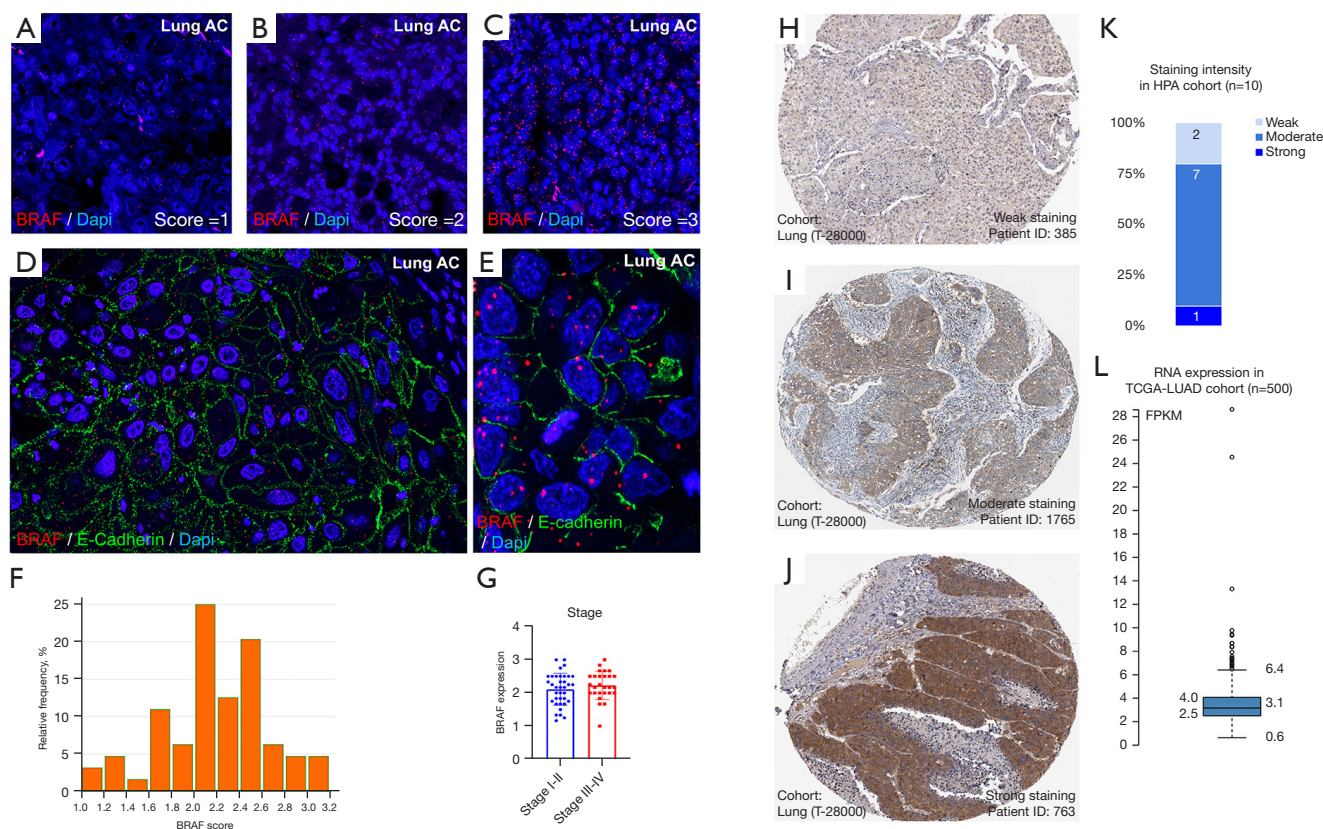 A
Lung AC
BRAF / Dapi
Score =1
B
Lung AC
BRAF / Dapi
Score =2
C
Lung AC
BRAF / Dapi
Score =3
D
Lung AC
BRAF / E-Cadherin / Dapi
E
Lung AC
BRAF / E-cadherin
/ Dapi
F
Relative frequency, %
25
20
15
10
5
0
1.0 1.2 1.4 1.6 1.8 2.0 2.2 2.4 2.6 2.8 3.0 3.2
BRAF score
G
Stage
BRAF expression
4
3
2
1
0
Stage I-II
Stage III-IV
H
Cohort:
Lung (T-28000)
Weak staining
Patient ID: 385
I
Cohort:
Lung (T-28000)
Moderate staining
Patient ID: 1765
J
Cohort:
Lung (T-28000)
Strong staining
Patient ID: 763
K
Staining intensity
in HPA cohort (n=10)
100%
75%
50%
25%
0%
2
7
1
Weak
Moderate
Strong
L
RNA expression in
TCGA-LUAD cohort (n=500)
FPKM
28
26
24
22
20
18
16
14
12
10
8
6
4
2
0
6.4
4.0
3.1
2.5
0.6